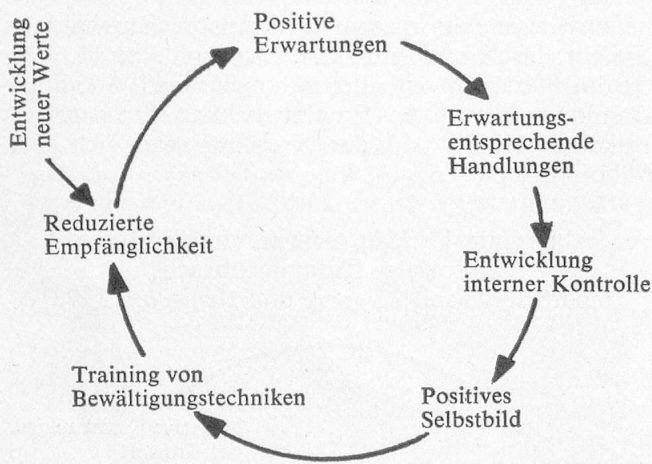 Entwicklung
neuer Werte
Positive
Erwartungen
Erwartungs-
entsprechende
Handlungen
Entwicklung
interner Kontrolle
Positives
Selbstbild
Training von
Bewältigungstechniken
Reduzierte
Empfänglichkeit